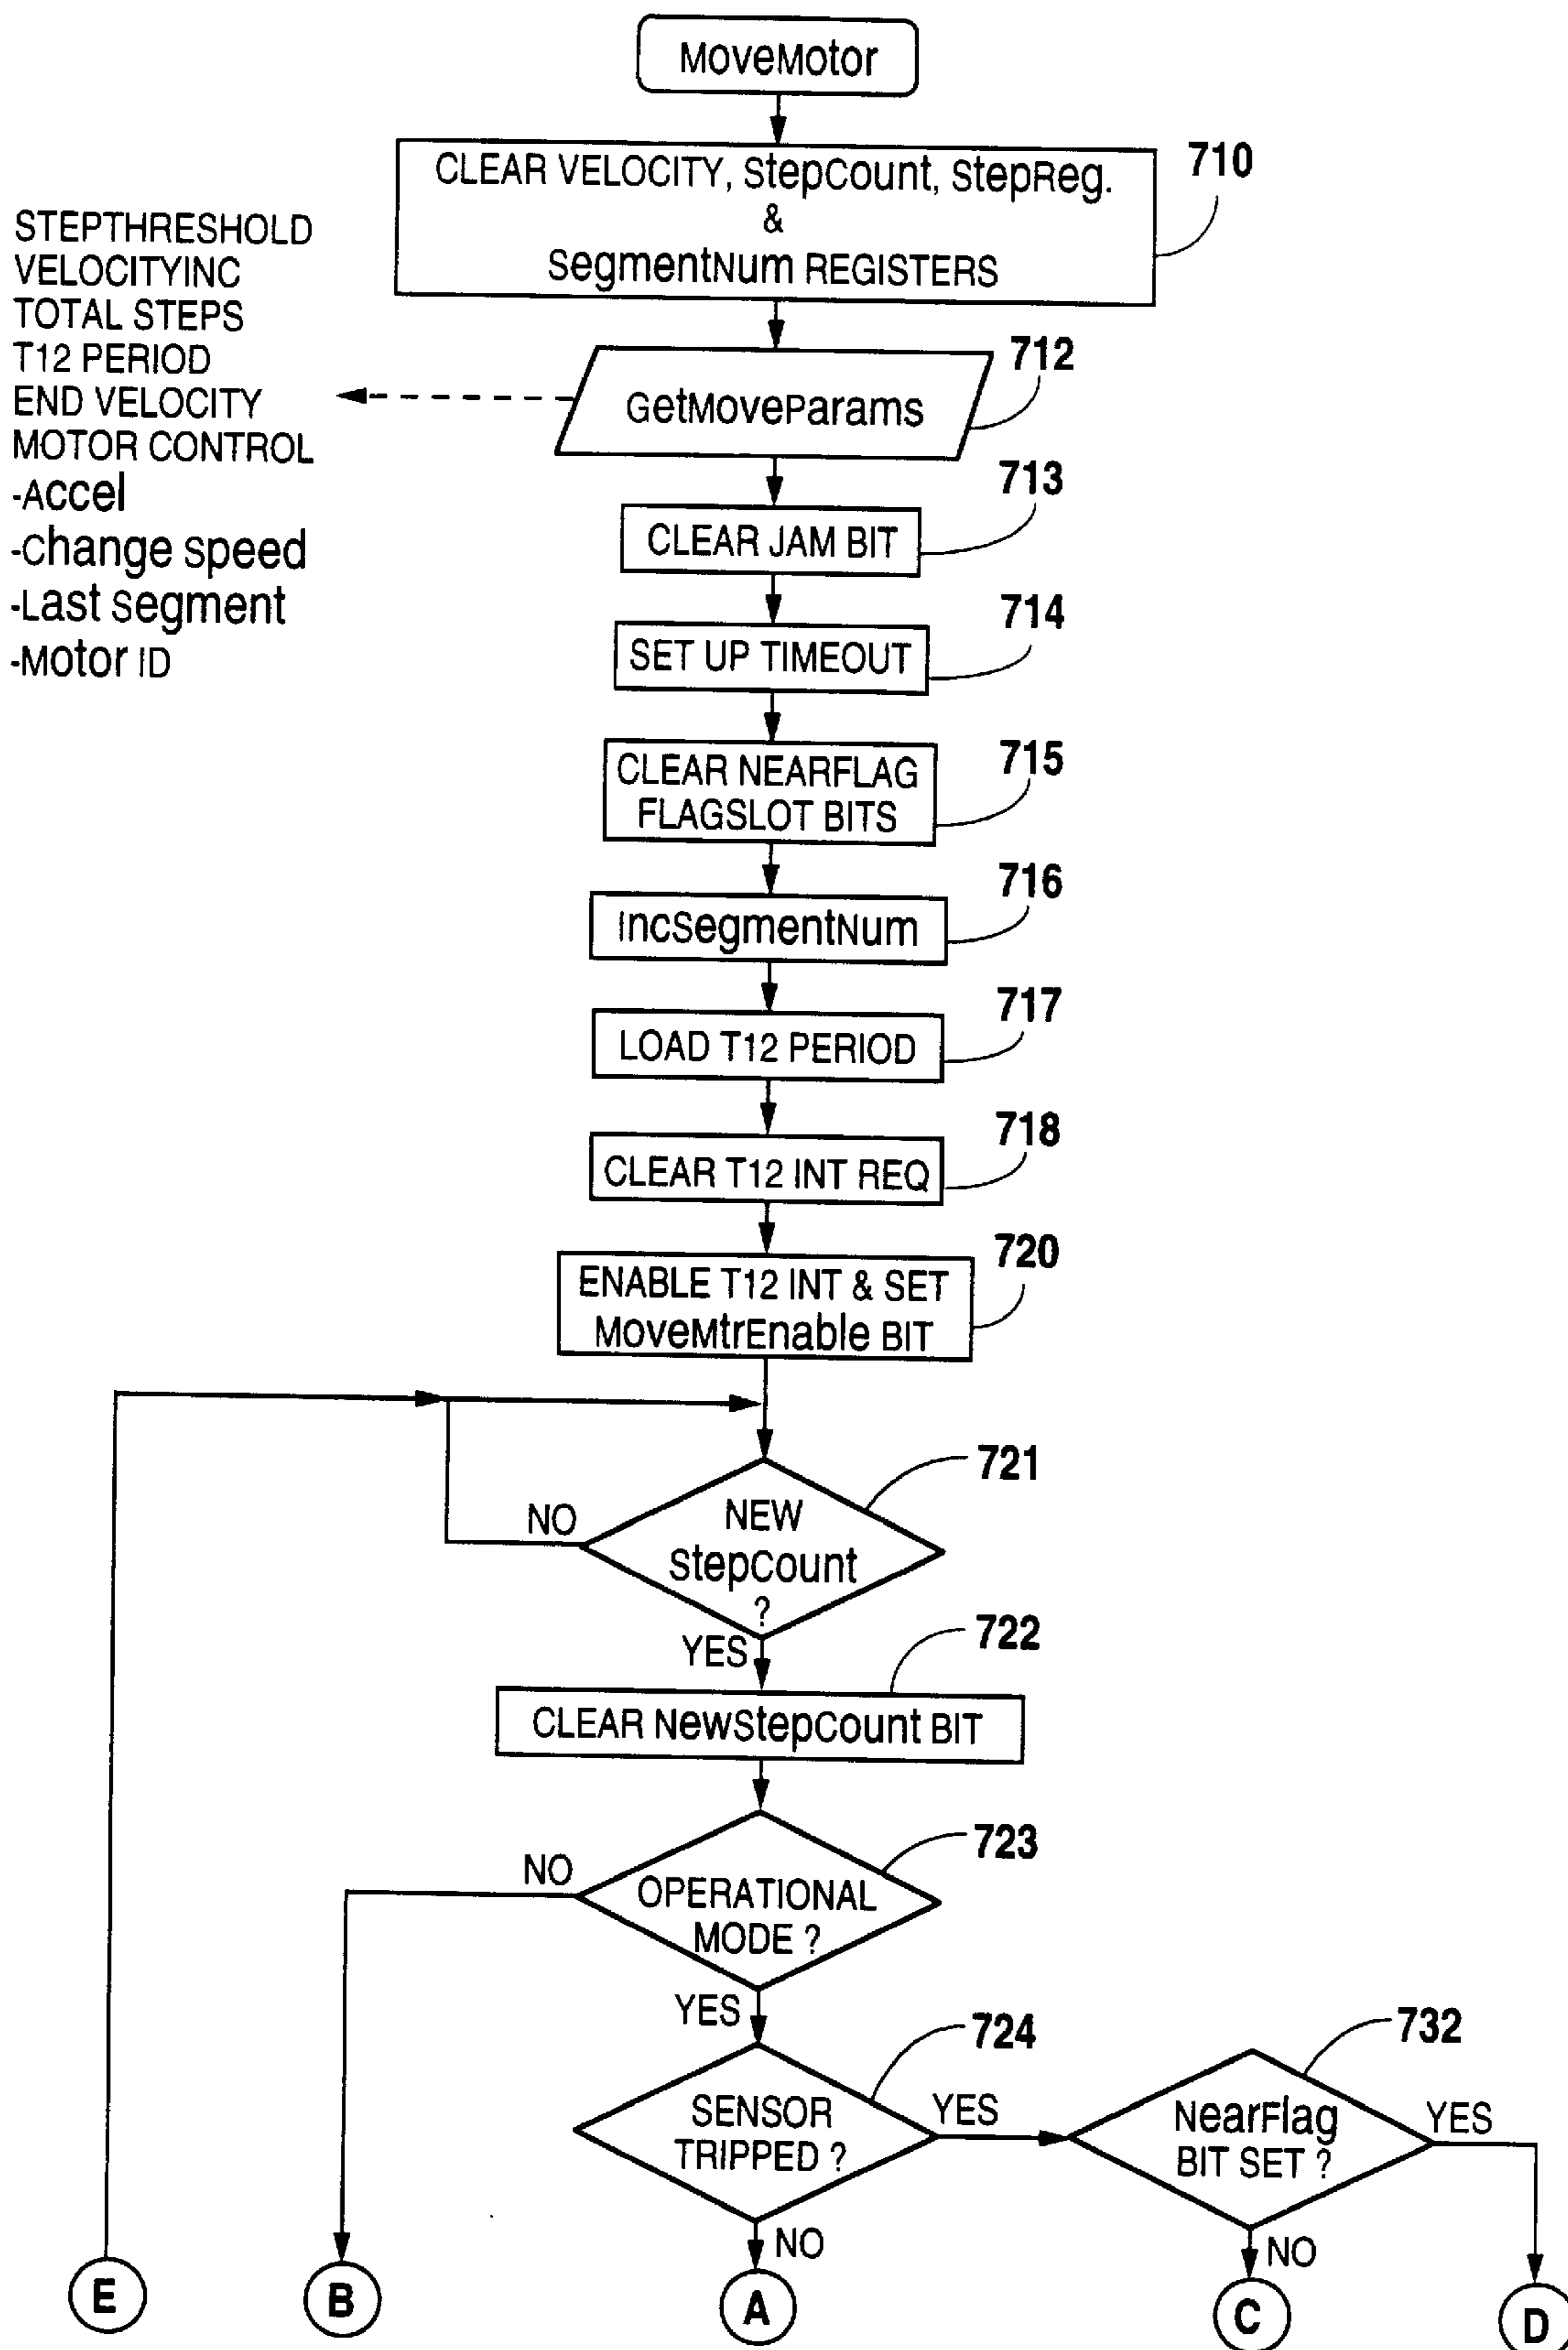 MoveMotor
CLEAR VELOCITY, StepCount, StepReg.
&
SegmentNum REGISTERS
710
STEPTHRESHOLD
VELOCITYINC
TOTAL STEPS
T12 PERIOD
END VELOCITY
MOTOR CONTROL
-Accel
-Change Speed
-Last Segment
-Motor ID
GetMoveParams
712
CLEAR JAM BIT
713
SET UP TIMEOUT
714
CLEAR NEARFLAG
FLAGSLOT BITS
715
IncSegmentNum
716
LOAD T12 PERIOD
717
CLEAR T12 INT REQ
718
ENABLE T12 INT & SET
MoveMtrEnable BIT
720
NEW
StepCount
?
721
NO
YES
CLEAR NewStepCount BIT
722
OPERATIONAL
MODE ?
723
NO
YES
SENSOR
TRIPPED ?
724
YES
NO
NearFlag
BIT SET ?
732
YES
NO
E
B
A
C
D